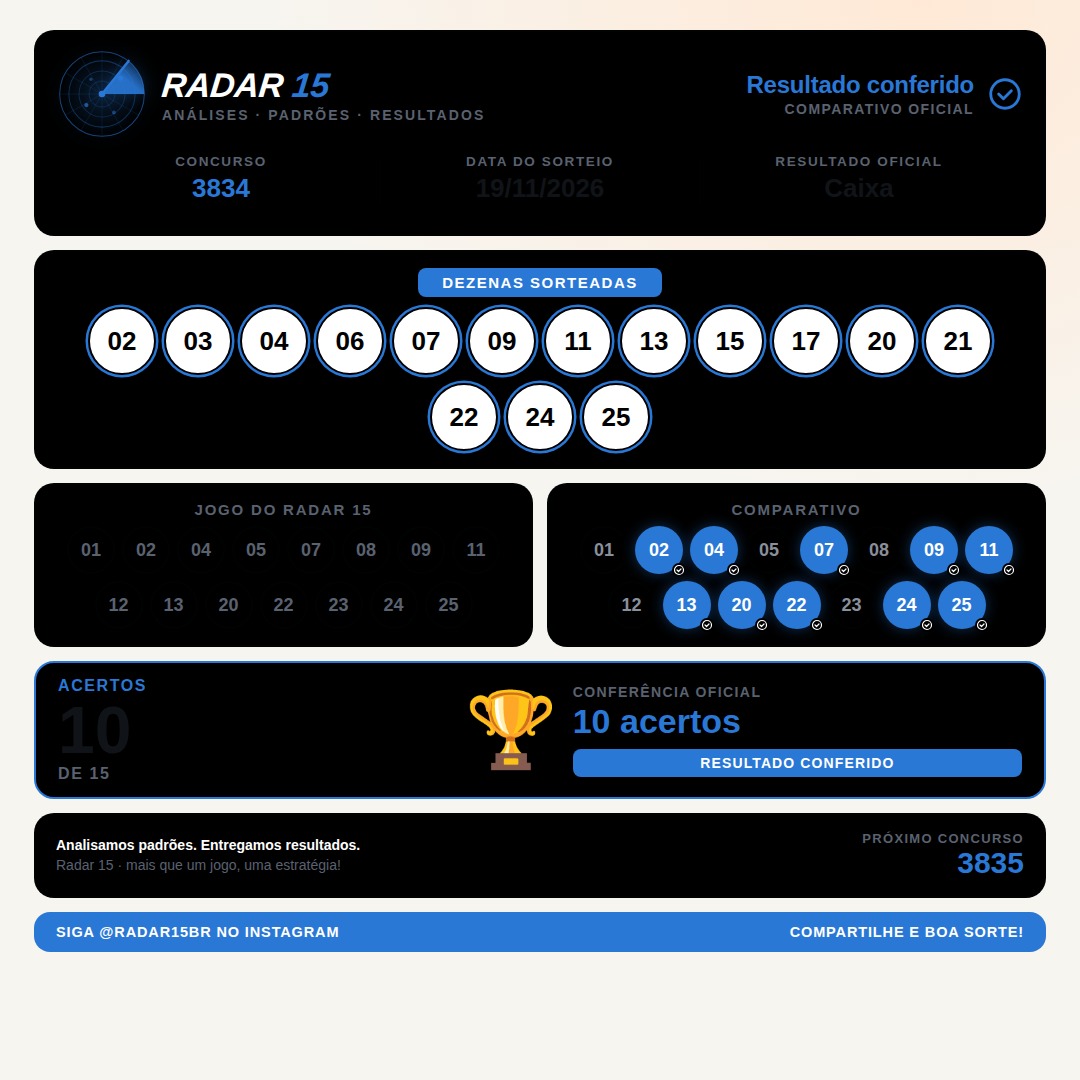 RADAR 15
ANÁLISES · PADRÕES · RESULTADOS
Resultado conferido
COMPARATIVO OFICIAL
CONCURSO
3834
DATA DO SORTEIO
19/11/2026
RESULTADO OFICIAL
Caixa
DEZENAS SORTEADAS
02 03 04 06 07 09 11 13 15 17 20 21
22 24 25
JOGO DO RADAR 15
01 02 04 05 07 08 09 11
12 13 20 22 23 24 25
COMPARATIVO
01 02 04 05 07 08 09 11
12 13 20 22 23 24 25
ACERTOS
10
DE 15
CONFERÊNCIA OFICIAL
10 acertos
RESULTADO CONFERIDO
Analisamos padrões. Entregamos resultados.
Radar 15 · mais que um jogo, uma estratégia!
PRÓXIMO CONCURSO
3835
SIGA @RADAR15BR NO INSTAGRAM
COMPARTILHE E BOA SORTE!